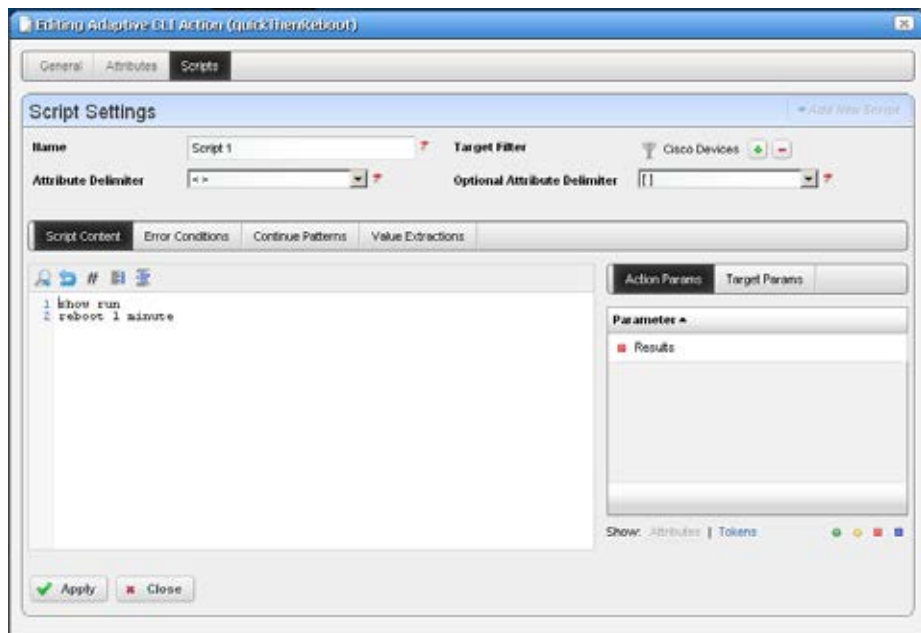 Editing Adaptive CLI Action (quickThenReboot)
General Attributes Scripts
Script Settings
Add New Script
Name Script 1 Target Filter Cisco Devices
Attribute Delimiter < > Optional Attribute Delimiter [ ]
Script Content Error Conditions Continue Patterns Value Extractions
Action Params Target Params
#
1 show run
2 reboot 1 minute
Parameter
Results
Show: Attributes | Tokens
Apply Close